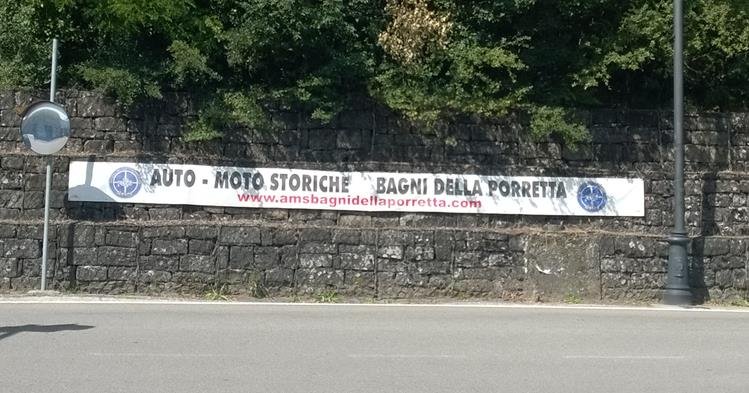 AUTO - MOTO STORICHE BAGNI DELLA PORRETTA
www.amsbagnidellaporretta.com